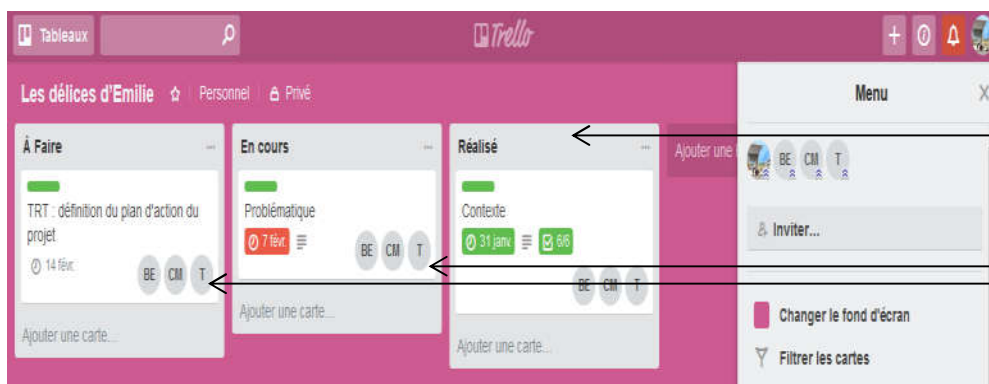 Tableaux
Trello
Les délices d'Emilie
Personnel
Privé
Menu
À Faire
TRT : définition du plan d'action du
projet
14 févr.
BE CM T
Ajouter une carte...
En cours
Problématique
7 févr.
BE CM T
Ajouter une carte...
Réalisé
Contexte
31 janv.
6/6
BE CM T
Ajouter une carte...
Ajouter une
BE CM T
Inviter...
Changer le fond d'écran
Filtrer les cartes